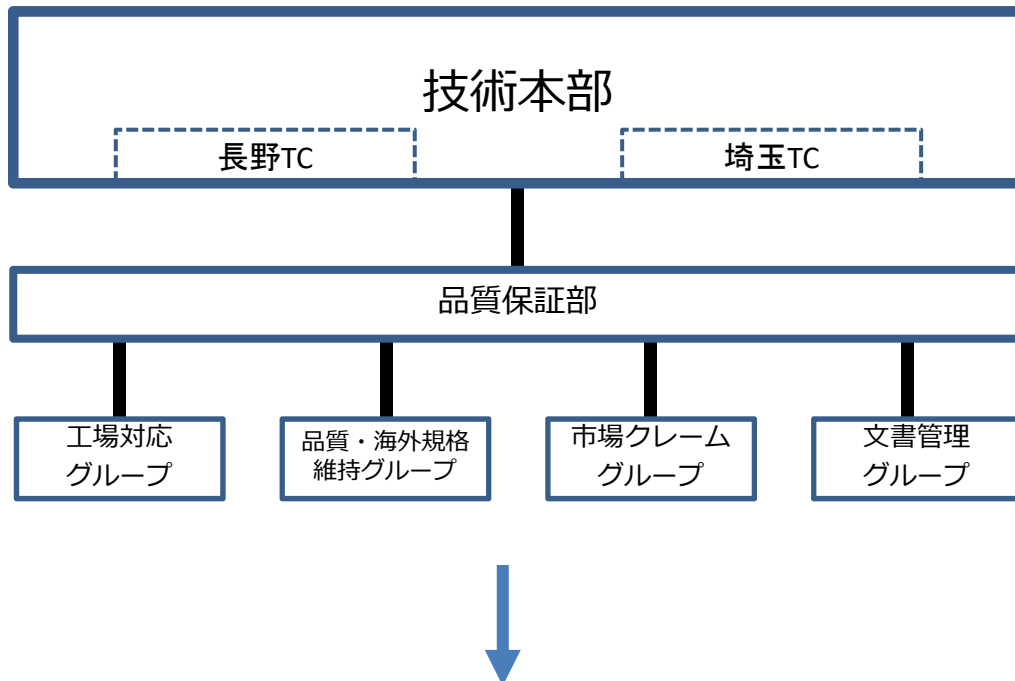 技術本部
長野TC
埼玉TC
品質保証部
工場対応
グループ
品質・海外規格
維持グループ
市場クレーム
グループ
文書管理
グループ